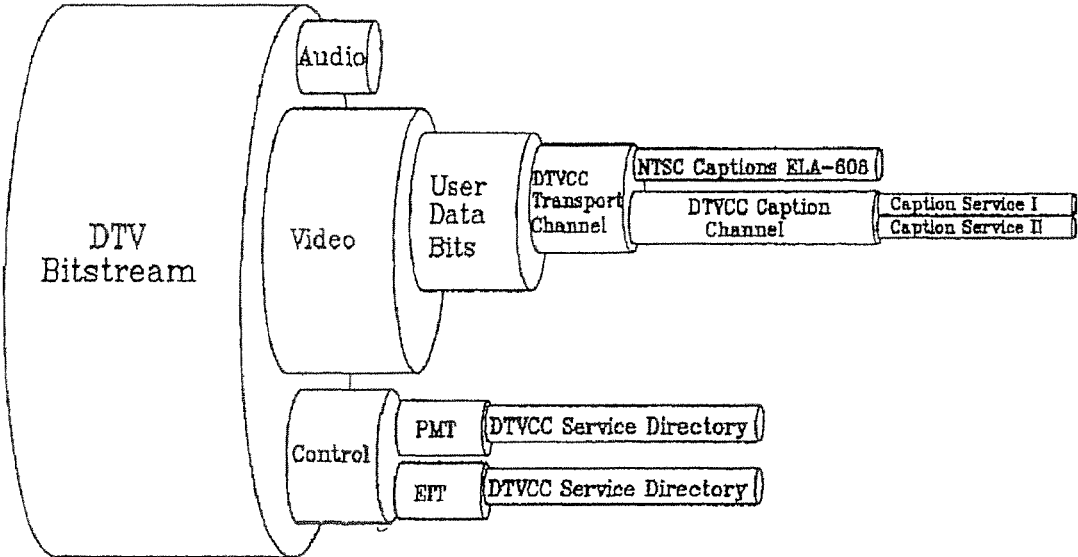 Audio
DTV
Bitstream
Video
User
Data
Bits
DTVCC
Transport
Channel
NTSC Captions ELA-608
DTVCC Caption
Channel
Caption Service I
Caption Service II
Control
PMT
DTVCC Service Directory
EIT
DTVCC Service Directory